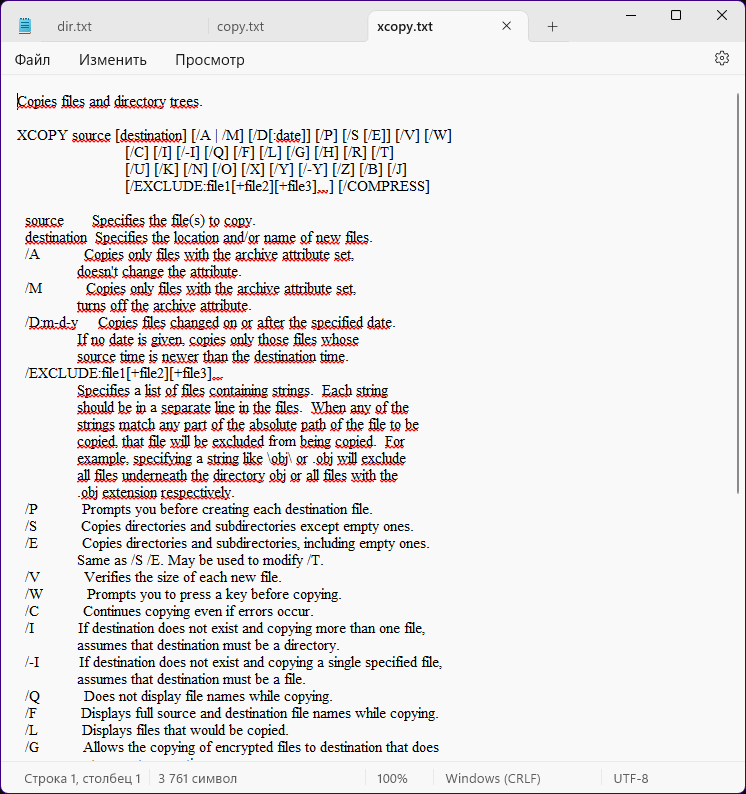 dir.txt copy.txt xcopy.txt
Файл Изменить Просмотр
Copies files and directory trees.
XCOPY source [destination] [/A | /M] [/D[:date]] [/P] [/S [/E]] [/V] [/W]
[/C] [/I] [/-I] [/Q] [/F] [/L] [/G] [/H] [/R] [/T]
[/U] [/K] [/N] [/O] [/X] [/Y] [/-Y] [/Z] [/B] [/J]
[/EXCLUDE:file1[+file2][+file3]...] [/COMPRESS]
source Specifies the file(s) to copy.
destination Specifies the location and/or name of new files.
/A Copies only files with the archive attribute set,
doesn't change the attribute.
/M Copies only files with the archive attribute set,
turns off the archive attribute.
/D:m-d-y Copies files changed on or after the specified date.
If no date is given, copies only those files whose
source time is newer than the destination time.
/EXCLUDE:file1[+file2][+file3]...
Specifies a list of files containing strings. Each string
should be in a separate line in the files. When any of the
strings match any part of the absolute path of the file to be
copied, that file will be excluded from being copied. For
example, specifying a string like \obj\ or .obj will exclude
all files underneath the directory obj or all files with the
.obj extension respectively.
/P Prompts you before creating each destination file.
/S Copies directories and subdirectories except empty ones.
/E Copies directories and subdirectories, including empty ones.
Same as /S /E. May be used to modify /T.
/V Verifies the size of each new file.
/W Prompts you to press a key before copying.
/C Continues copying even if errors occur.
/I If destination does not exist and copying more than one file,
assumes that destination must be a directory.
/-I If destination does not exist and copying a single specified file,
assumes that destination must be a file.
/Q Does not display file names while copying.
/F Displays full source and destination file names while copying.
/L Displays files that would be copied.
/G Allows the copying of encrypted files to destination that does
Строка 1, столбец 1 3 761 символ 100% Windows (CRLF) UTF-8